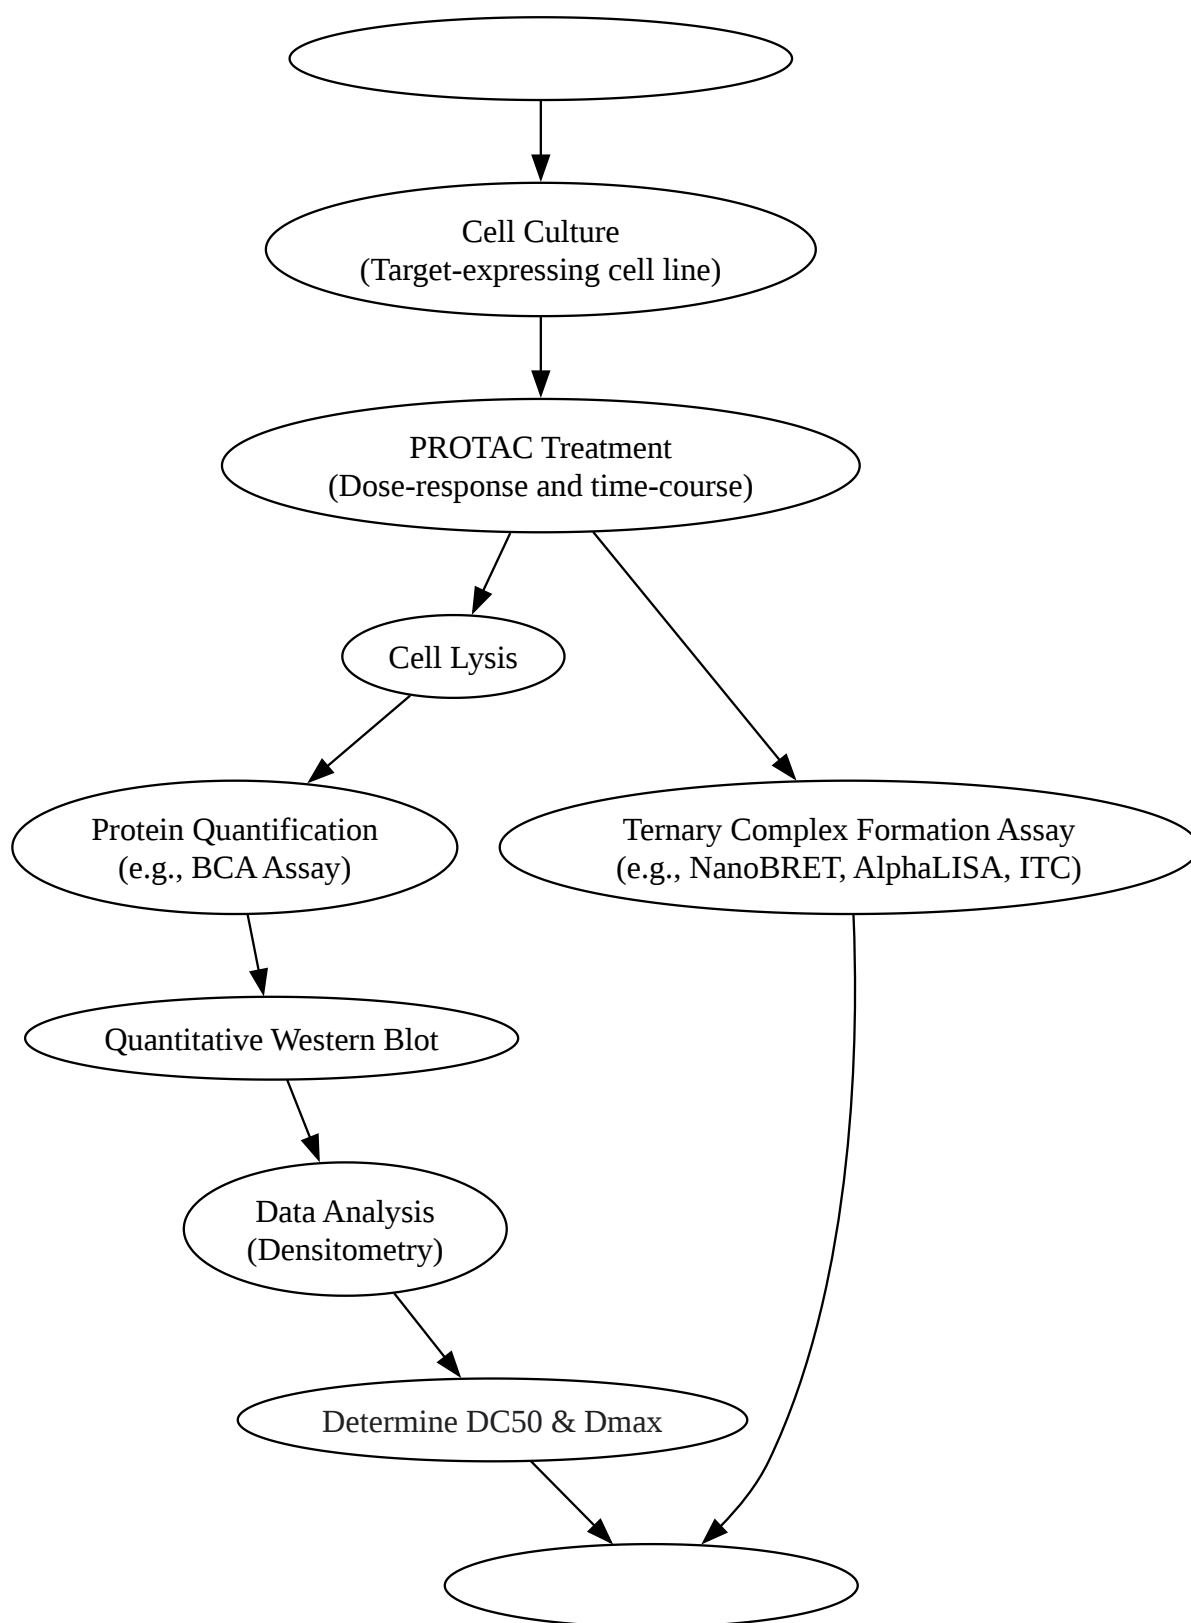 Cell Culture
(Target-expressing cell line)
PROTAC Treatment
(Dose-response and time-course)
Cell Lysis
Protein Quantification
(e.g., BCA Assay)
Ternary Complex Formation Assay
(e.g., NanoBRET, AlphaLISA, ITC)
Quantitative Western Blot
Data Analysis
(Densitometry)
Determine DC50 & Dmax